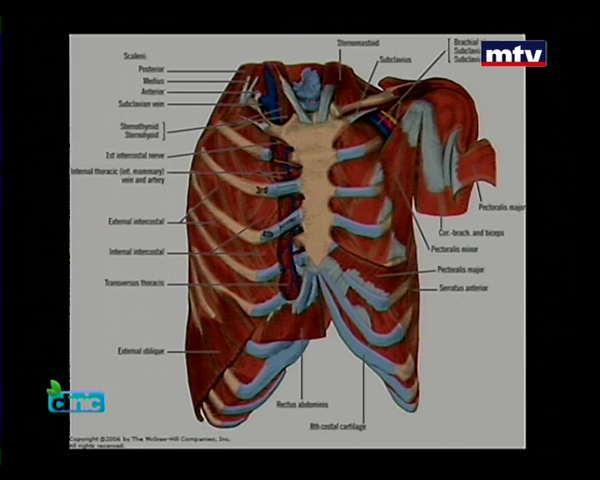 Sternomastoid
Brachial
mtv
Subclavius
Scaleni:
Posterior
Medius
Anterior
Subclavian vein
Sternothyroid
Sternohyoid
1st intercostal nerve
Internal thoracic (int. mammary)
vein and artery
3rd
External intercostal
4th
Internal intercostal
Transversus thoracis
External oblique
Pectoralis major
Cor.-brach. and biceps
Pectoralis minor
Pectoralis major
Serratus anterior
clinic
Rectus abdominis
8th costal cartilage
Copyright ©2006 by The McGraw-Hill Companies, Inc.
All rights reserved.